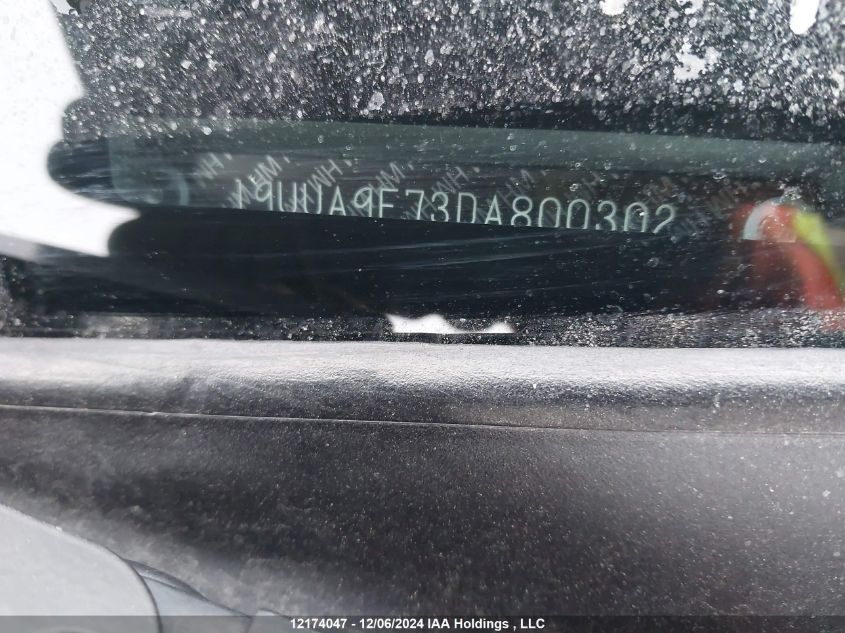 19UUA9F73DA800302
12174047 - 12/06/2024 IAA Holdings , LLC